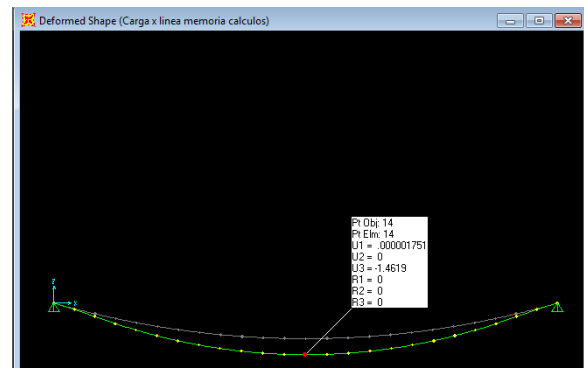 Deformed Shape (Carga x linea memoria calculos)
Pt Obj: 14
Pt Elm: 14
U1 = .000001751
U2 = 0
U3 = -1.4619
R1 = 0
R2 = 0
R3 = 0
Z
X